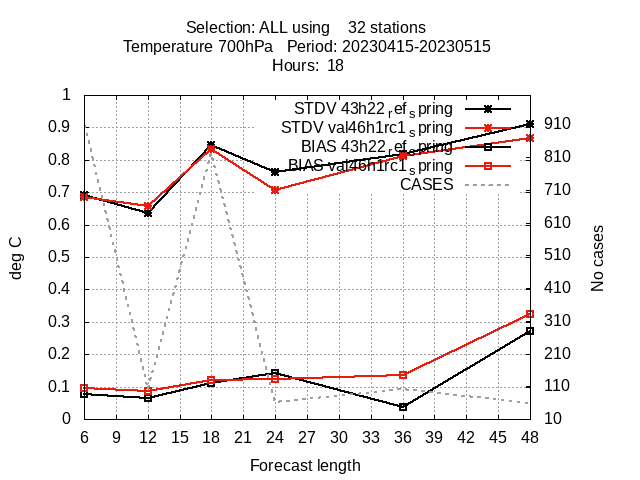 Selection: ALL using    32 stations
Temperature 700hPa   Period: 20230415-20230515
Hours:  18
STDV 43h22_ref_spring
STDV val46h1rc1_spring
BIAS 43h22_ref_spring
BIAS val46h1rc1_spring
CASES
1
0.9
0.8
0.7
0.6
0.5
0.4
0.3
0.2
0.1
0
deg C
910
810
710
610
510
410
310
210
110
10
No cases
6 9 12 15 18 21 24 27 30 33 36 39 42 45 48
Forecast length